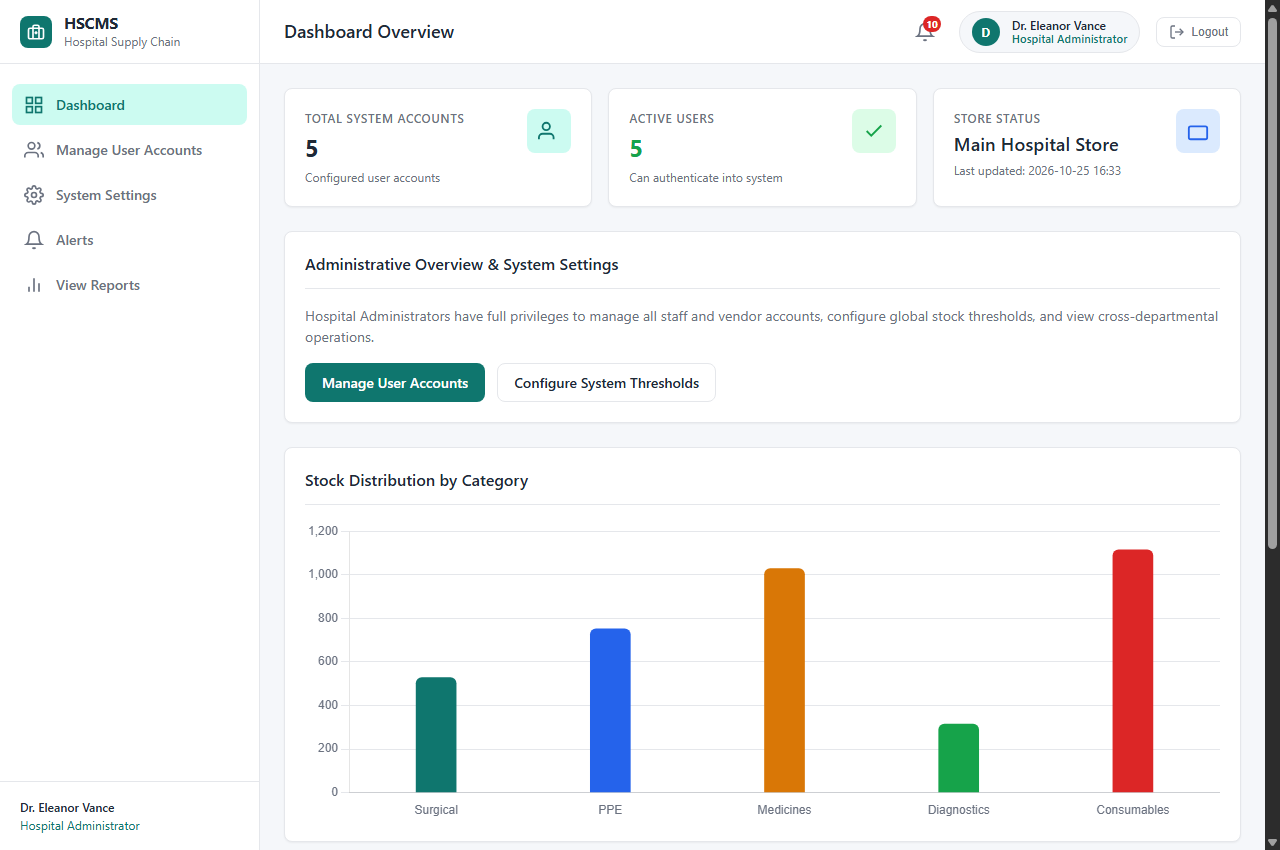 HSCMS
Hospital Supply Chain
Dashboard
Manage User Accounts
System Settings
Alerts
View Reports
Dr. Eleanor Vance
Hospital Administrator
Dashboard Overview
10
D
Dr. Eleanor Vance
Hospital Administrator
Logout
TOTAL SYSTEM ACCOUNTS
5
Configured user accounts
ACTIVE USERS
5
Can authenticate into system
STORE STATUS
Main Hospital Store
Last updated: 2026-10-25 16:33
Administrative Overview & System Settings
Hospital Administrators have full privileges to manage all staff and vendor accounts, configure global stock thresholds, and view cross-departmental
operations.
Manage User Accounts
Configure System Thresholds
Stock Distribution by Category
1,200
1,000
800
600
400
200
0
Surgical
PPE
Medicines
Diagnostics
Consumables